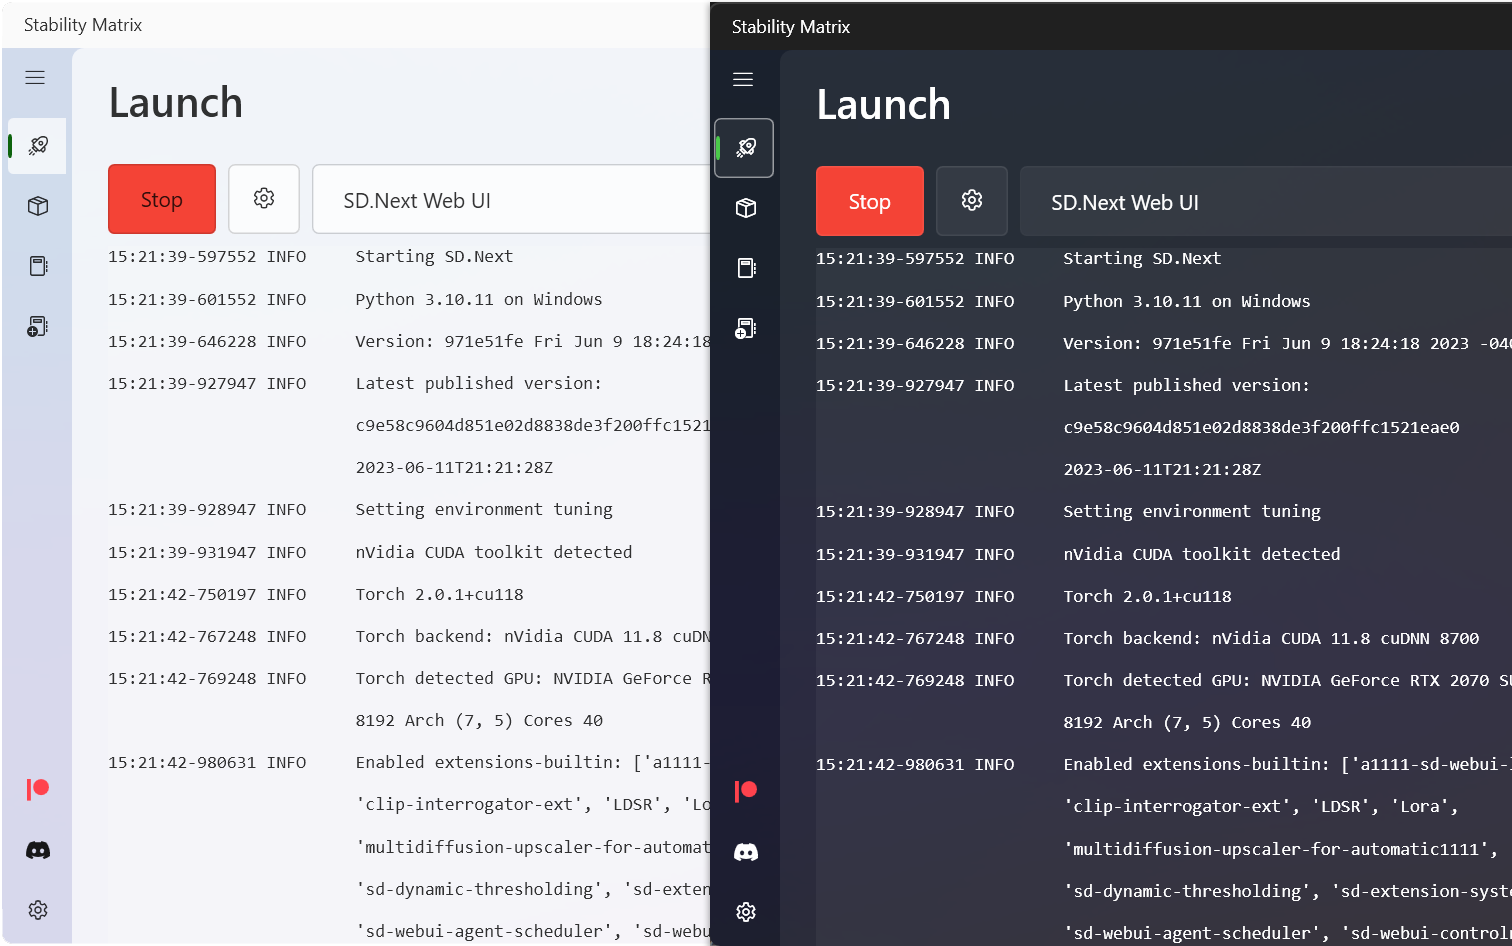 Stability Matrix
Launch
Stop
SD.Next Web UI
15:21:39-597552 INFO Starting SD.Next
15:21:39-601552 INFO Python 3.10.11 on Windows
15:21:39-646228 INFO Version: 971e51fe Fri Jun 9 18:24:18
15:21:39-927947 INFO Latest published version:
c9e58c9604d851e02d8838de3f200ffc1521
2023-06-11T21:21:28Z
15:21:39-928947 INFO Setting environment tuning
15:21:39-931947 INFO nVidia CUDA toolkit detected
15:21:42-750197 INFO Torch 2.0.1+cu118
15:21:42-767248 INFO Torch backend: nVidia CUDA 11.8 cuDN
15:21:42-769248 INFO Torch detected GPU: NVIDIA GeForce R
8192 Arch (7, 5) Cores 40
15:21:42-980631 INFO Enabled extensions-builtin: ['a1111-
'clip-interrogator-ext', 'LDSR', 'Lo
'multidiffusion-upscaler-for-automat
'sd-dynamic-thresholding', 'sd-exten
'sd-webui-agent-scheduler', 'sd-webu
Stability Matrix
Launch
Stop
SD.Next Web UI
15:21:39-597552 INFO Starting SD.Next
15:21:39-601552 INFO Python 3.10.11 on Windows
15:21:39-646228 INFO Version: 971e51fe Fri Jun 9 18:24:18 2023 -040
15:21:39-927947 INFO Latest published version:
c9e58c9604d851e02d8838de3f200ffc1521eae0
2023-06-11T21:21:28Z
15:21:39-928947 INFO Setting environment tuning
15:21:39-931947 INFO nVidia CUDA toolkit detected
15:21:42-750197 INFO Torch 2.0.1+cu118
15:21:42-767248 INFO Torch backend: nVidia CUDA 11.8 cuDNN 8700
15:21:42-769248 INFO Torch detected GPU: NVIDIA GeForce RTX 2070 SU
8192 Arch (7, 5) Cores 40
15:21:42-980631 INFO Enabled extensions-builtin: ['a1111-sd-webui-
'clip-interrogator-ext', 'LDSR', 'Lora',
'multidiffusion-upscaler-for-automatic1111',
'sd-dynamic-thresholding', 'sd-extension-syste
'sd-webui-agent-scheduler', 'sd-webui-controln